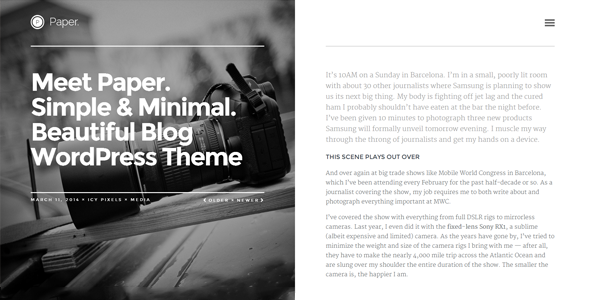 Paper.
Meet Paper.
Simple & Minimal.
Beautiful Blog
WordPress Theme
MARCH 11, 2014 • ICY PIXELS • MEDIA
OLDER • NEWER
It's 10AM on a Sunday in Barcelona. I'm in a small, poorly lit room
with about 30 other journalists where Samsung is planning to show
us its next big thing. My body is fighting off jet lag and the cured
ham I probably shouldn't have eaten at the bar the night before.
I've been given 10 minutes to photograph three new products
Samsung will formally unveil tomorrow evening. I muscle my way
through the throng of journalists and get my hands on a device.
THIS SCENE PLAYS OUT OVER
And over again at big trade shows like Mobile World Congress in Barcelona,
which I've been attending every February for the past half-decade or so. As a
journalist covering the show, my job requires me to both write about and
photograph everything important at MWC.
I've covered the show with everything from full DSLR rigs to mirrorless
cameras. Last year, I even did it with the fixed-lens Sony RX1, a sublime
(albeit expensive and limited) camera. As the years have gone by, I've tried to
minimize the weight and size of the camera rigs I bring with me — after all,
they have to make the nearly 4,000 mile trip across the Atlantic Ocean and
are slung over my shoulder the entire duration of the show. The smaller the
camera is, the happier I am.